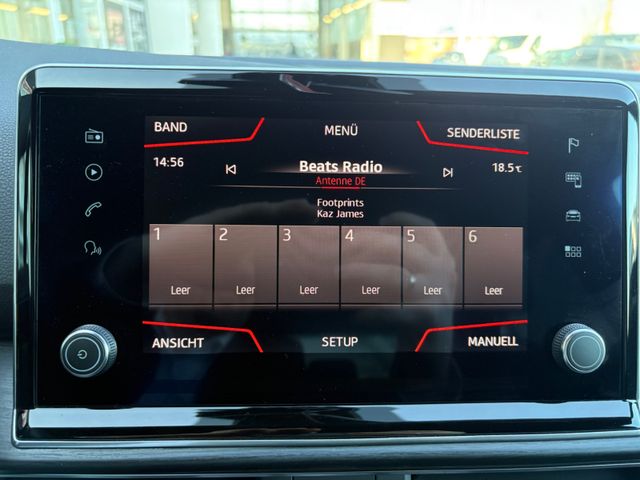 BAND
MENÜ
SENDERLISTE
14:56
Beats Radio
18.5°C
Antenne DE
Footprints
Kaz James
1 2 3 4 5 6
Leer Leer Leer Leer Leer Leer
ANSICHT
SETUP
MANUELL